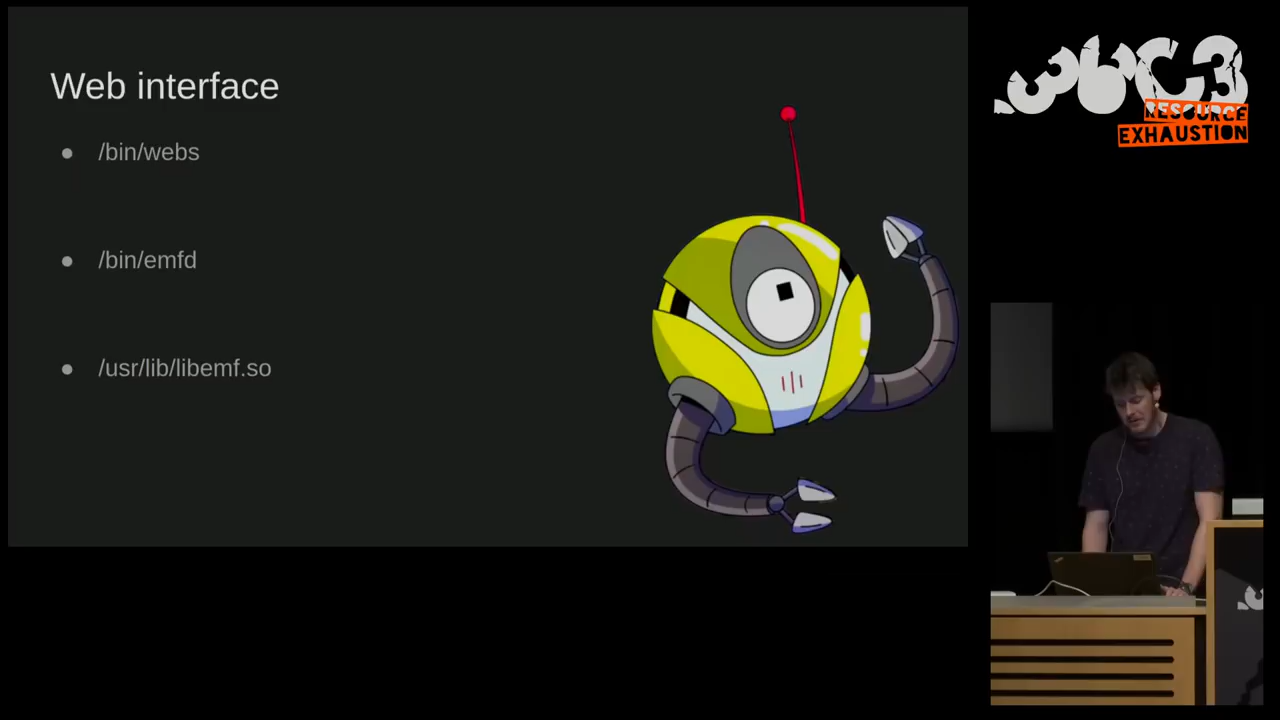 Web interface
/bin/webs
/bin/emfd
/usr/lib/libemf.so
36C3
RESOURCE
EXHAUSTION